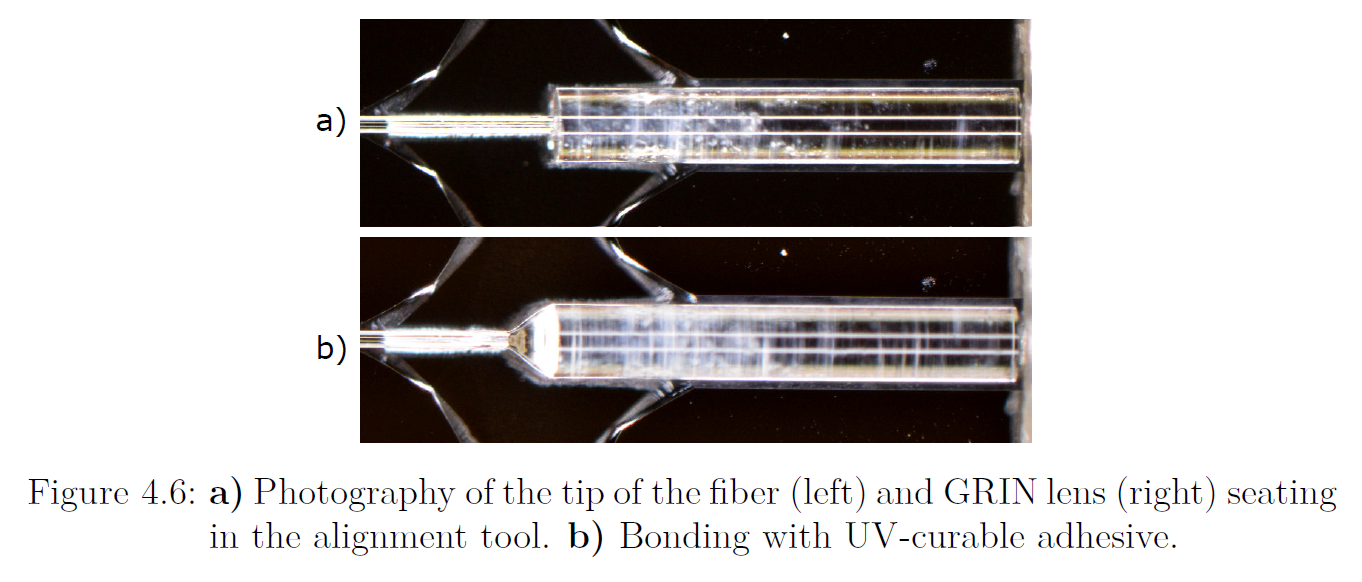 a)
b)
Figure 4.6: a) Photography of the tip of the fiber (left) and GRIN lens (right) seating
in the alignment tool. b) Bonding with UV-curable adhesive.